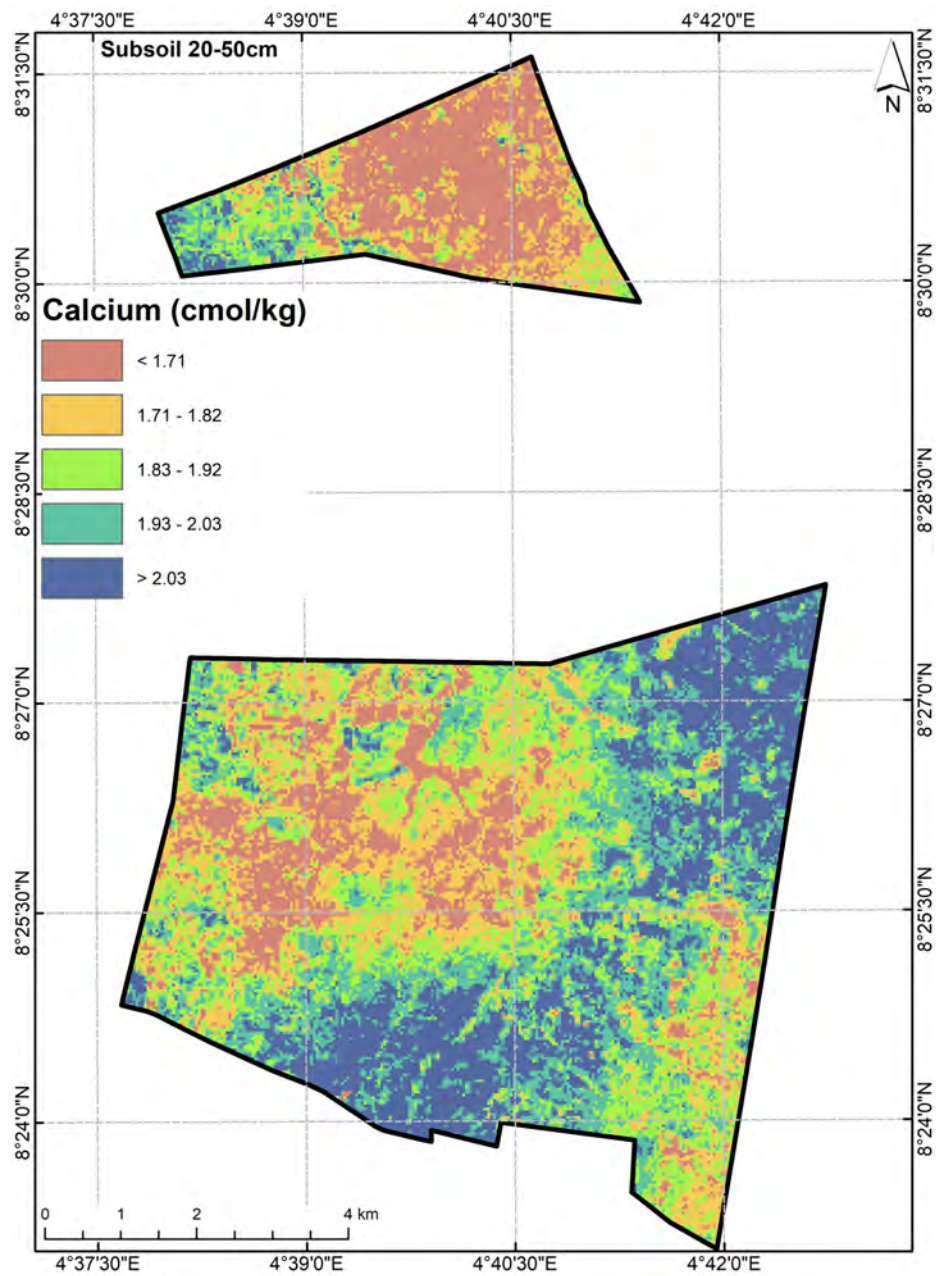 4°37'30"E 4°39'0"E 4°40'30"E 4°42'0"E
Subsoil 20-50cm
N
8°31'30"N 8°31'30"N
8°30'0"N 8°30'0"N
Calcium (cmol/kg)
< 1.71
1.71 - 1.82
1.83 - 1.92
1.93 - 2.03
> 2.03
8°28'30"N 8°28'30"N
8°27'0"N 8°27'0"N
8°25'30"N 8°25'30"N
8°24'0"N 8°24'0"N
0 1 2 4 km
4°37'30"E 4°39'0"E 4°40'30"E 4°42'0"E